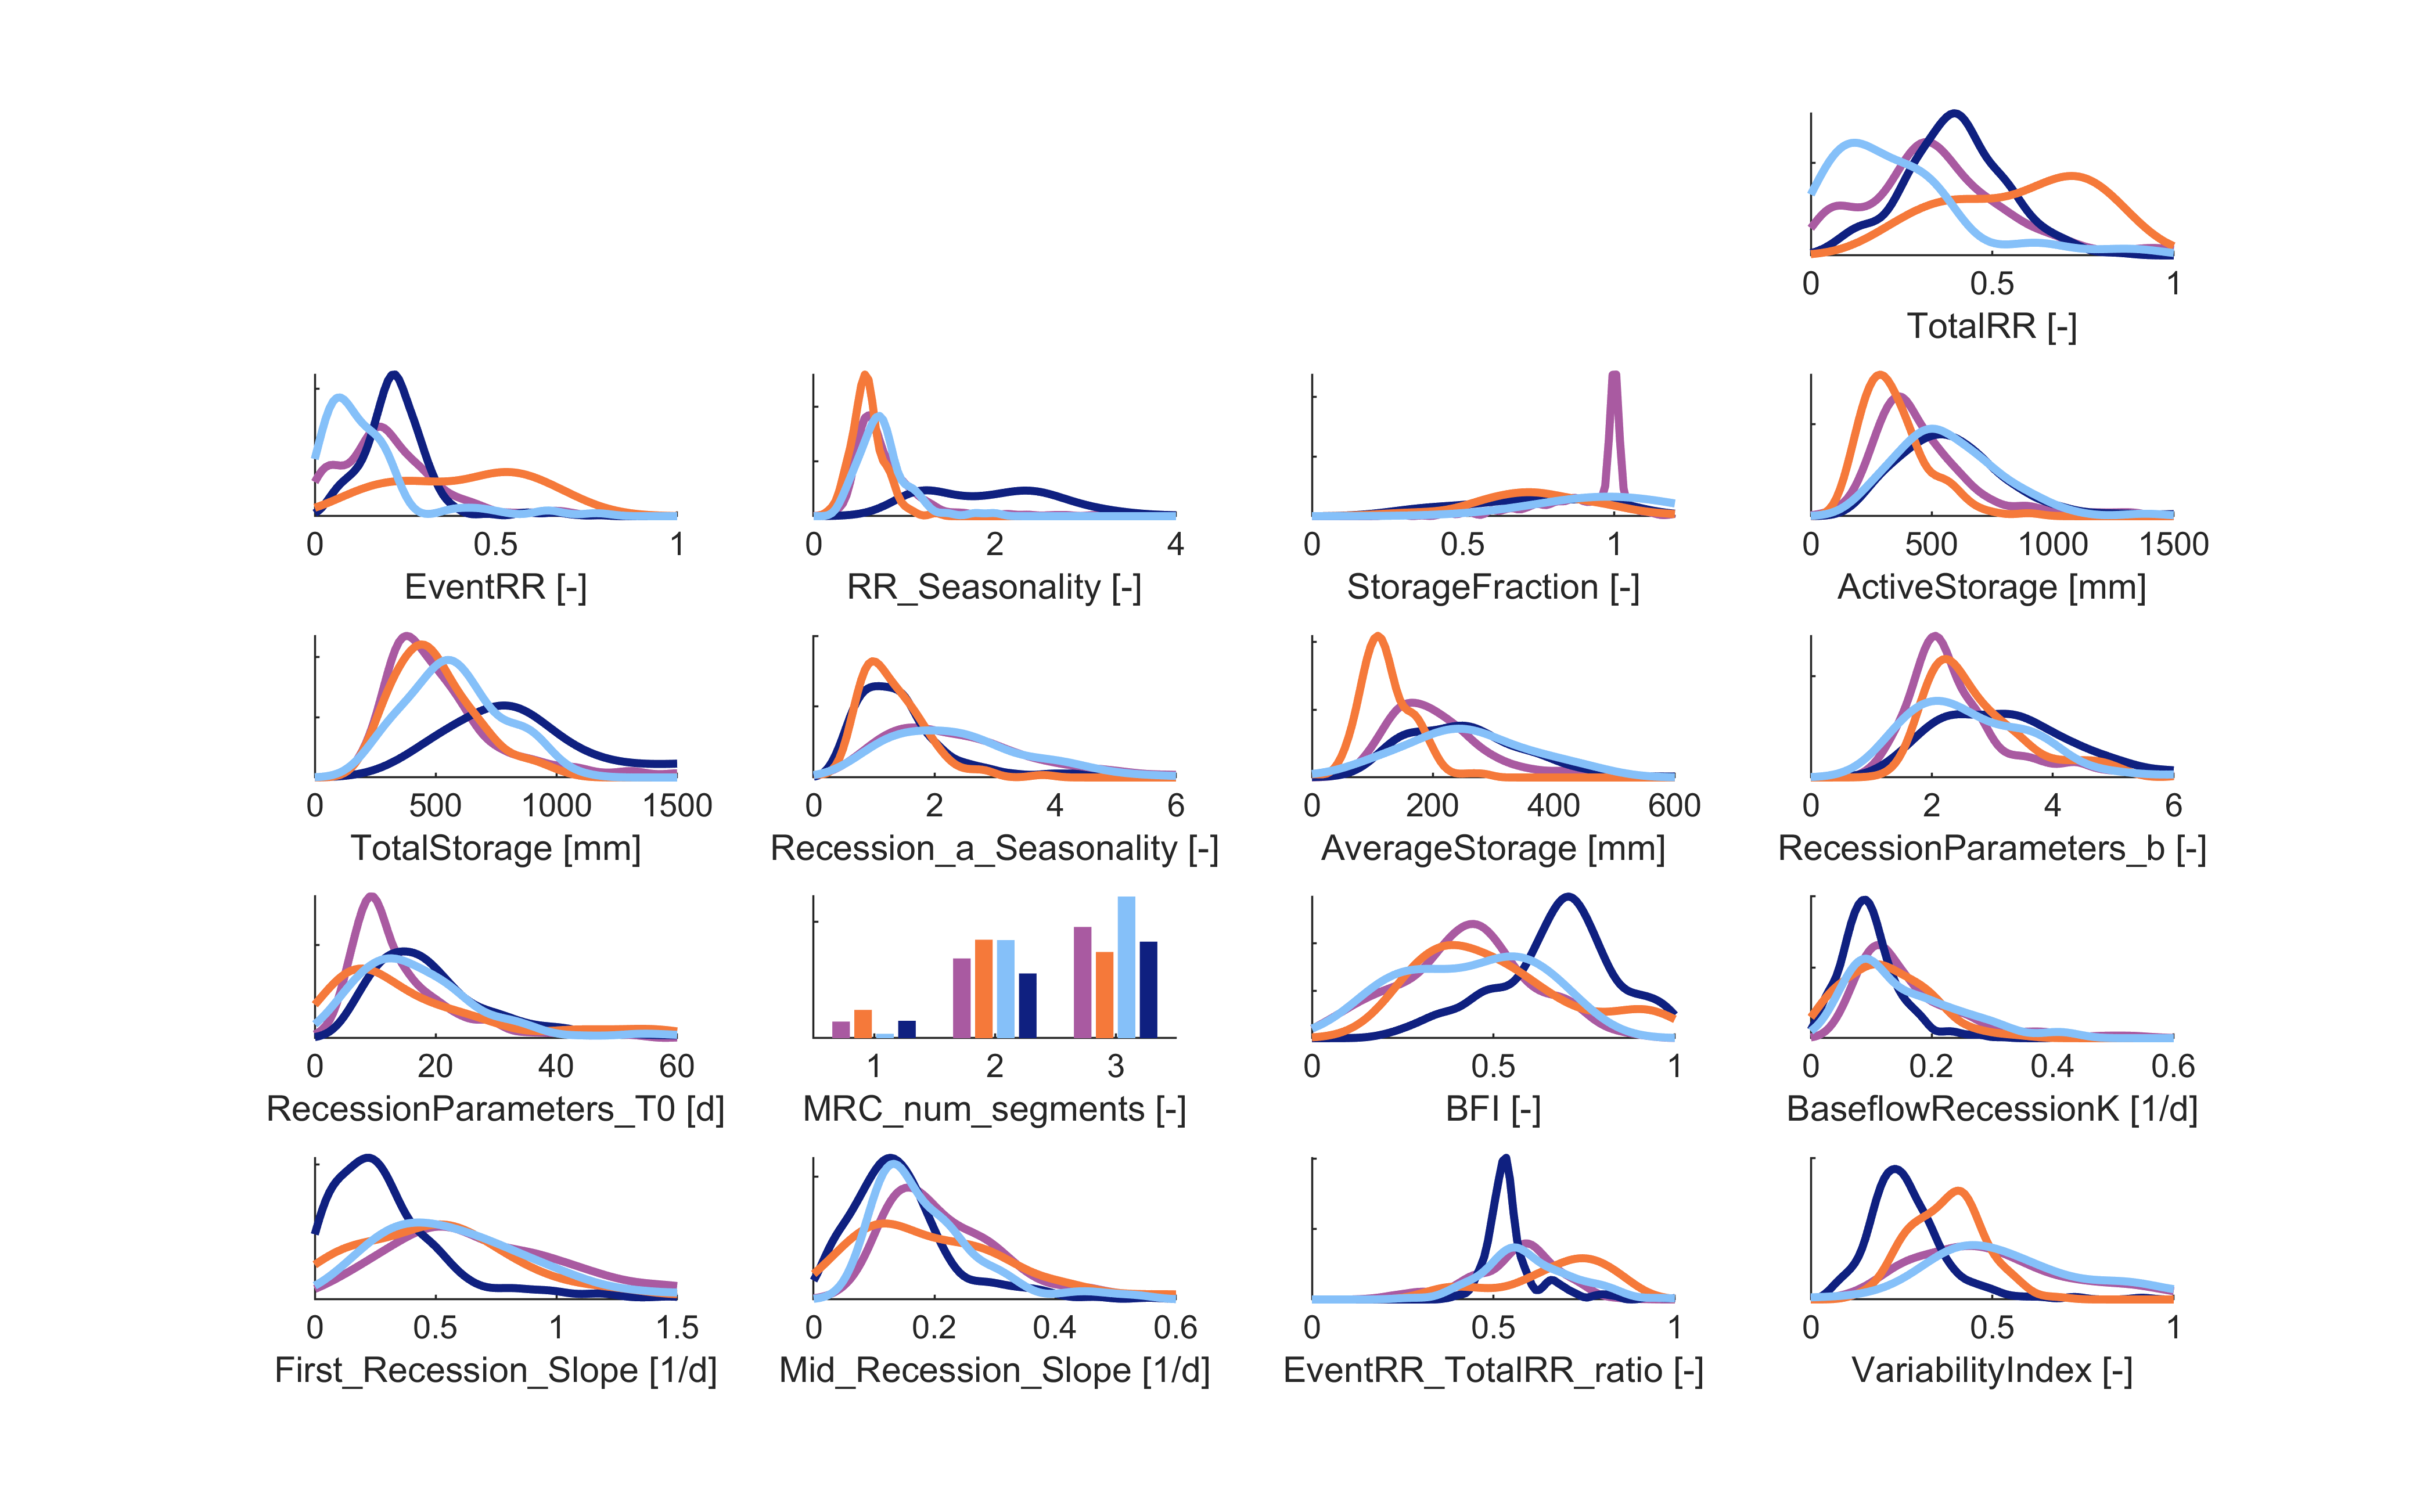 0 0.5 1
TotalRR [-]
0 0.5 1
EventRR [-]
0 2 4
RR_Seasonality [-]
0 0.5 1
StorageFraction [-]
0 500 1000 1500
ActiveStorage [mm]
0 500 1000 1500
TotalStorage [mm]
0 2 4 6
Recession_a_Seasonality [-]
0 200 400 600
AverageStorage [mm]
0 2 4 6
RecessionParameters_b [-]
0 20 40 60
RecessionParameters_T0 [d]
1 2 3
MRC_num_segments [-]
0 0.5 1
BFI [-]
0 0.2 0.4 0.6
BaseflowRecessionK [1/d]
0 0.5 1 1.5
First_Recession_Slope [1/d]
0 0.2 0.4 0.6
Mid_Recession_Slope [1/d]
0 0.5 1
EventRR_TotalRR_ratio [-]
0 0.5 1
VariabilityIndex [-]